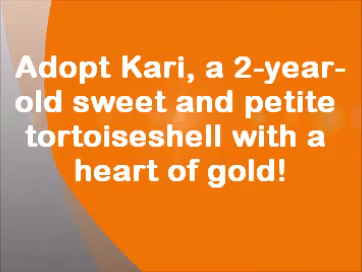 Adopt Kari, a 2-year-
old sweet and petite
tortoiseshell with a
heart of gold!